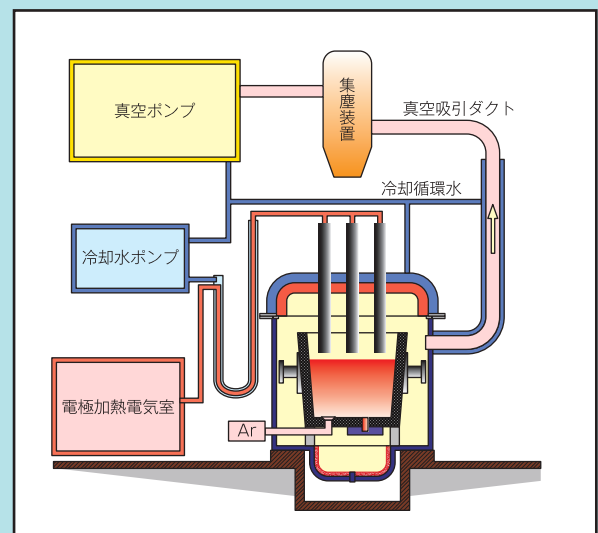 真空ポンプ
集塵装置
真空吸引ダクト
冷却循環水
冷却水ポンプ
電極加熱電気室
Ar